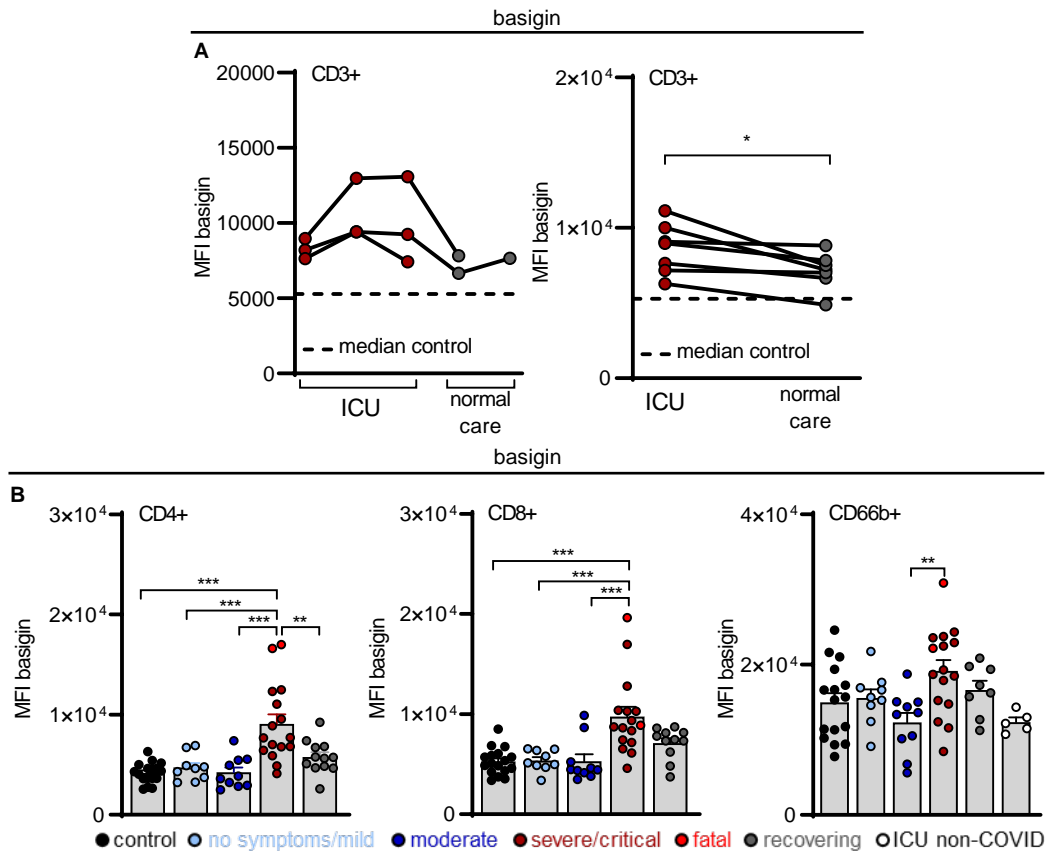 basigin
A
CD3+
MFI basigin
20000
15000
10000
5000
0
median control
ICU
normal
care
CD3+
MFI basigin
2×10⁴
1×10⁴
0
*
median control
ICU
normal
care
basigin
B
CD4+
MFI basigin
3×10⁴
2×10⁴
1×10⁴
0
***
***
***
**
CD8+
MFI basigin
3×10⁴
2×10⁴
1×10⁴
0
***
***
***
CD66b+
MFI basigin
4×10⁴
2×10⁴
0
**
control no symptoms/mild moderate severe/critical fatal recovering ICU non-COVID